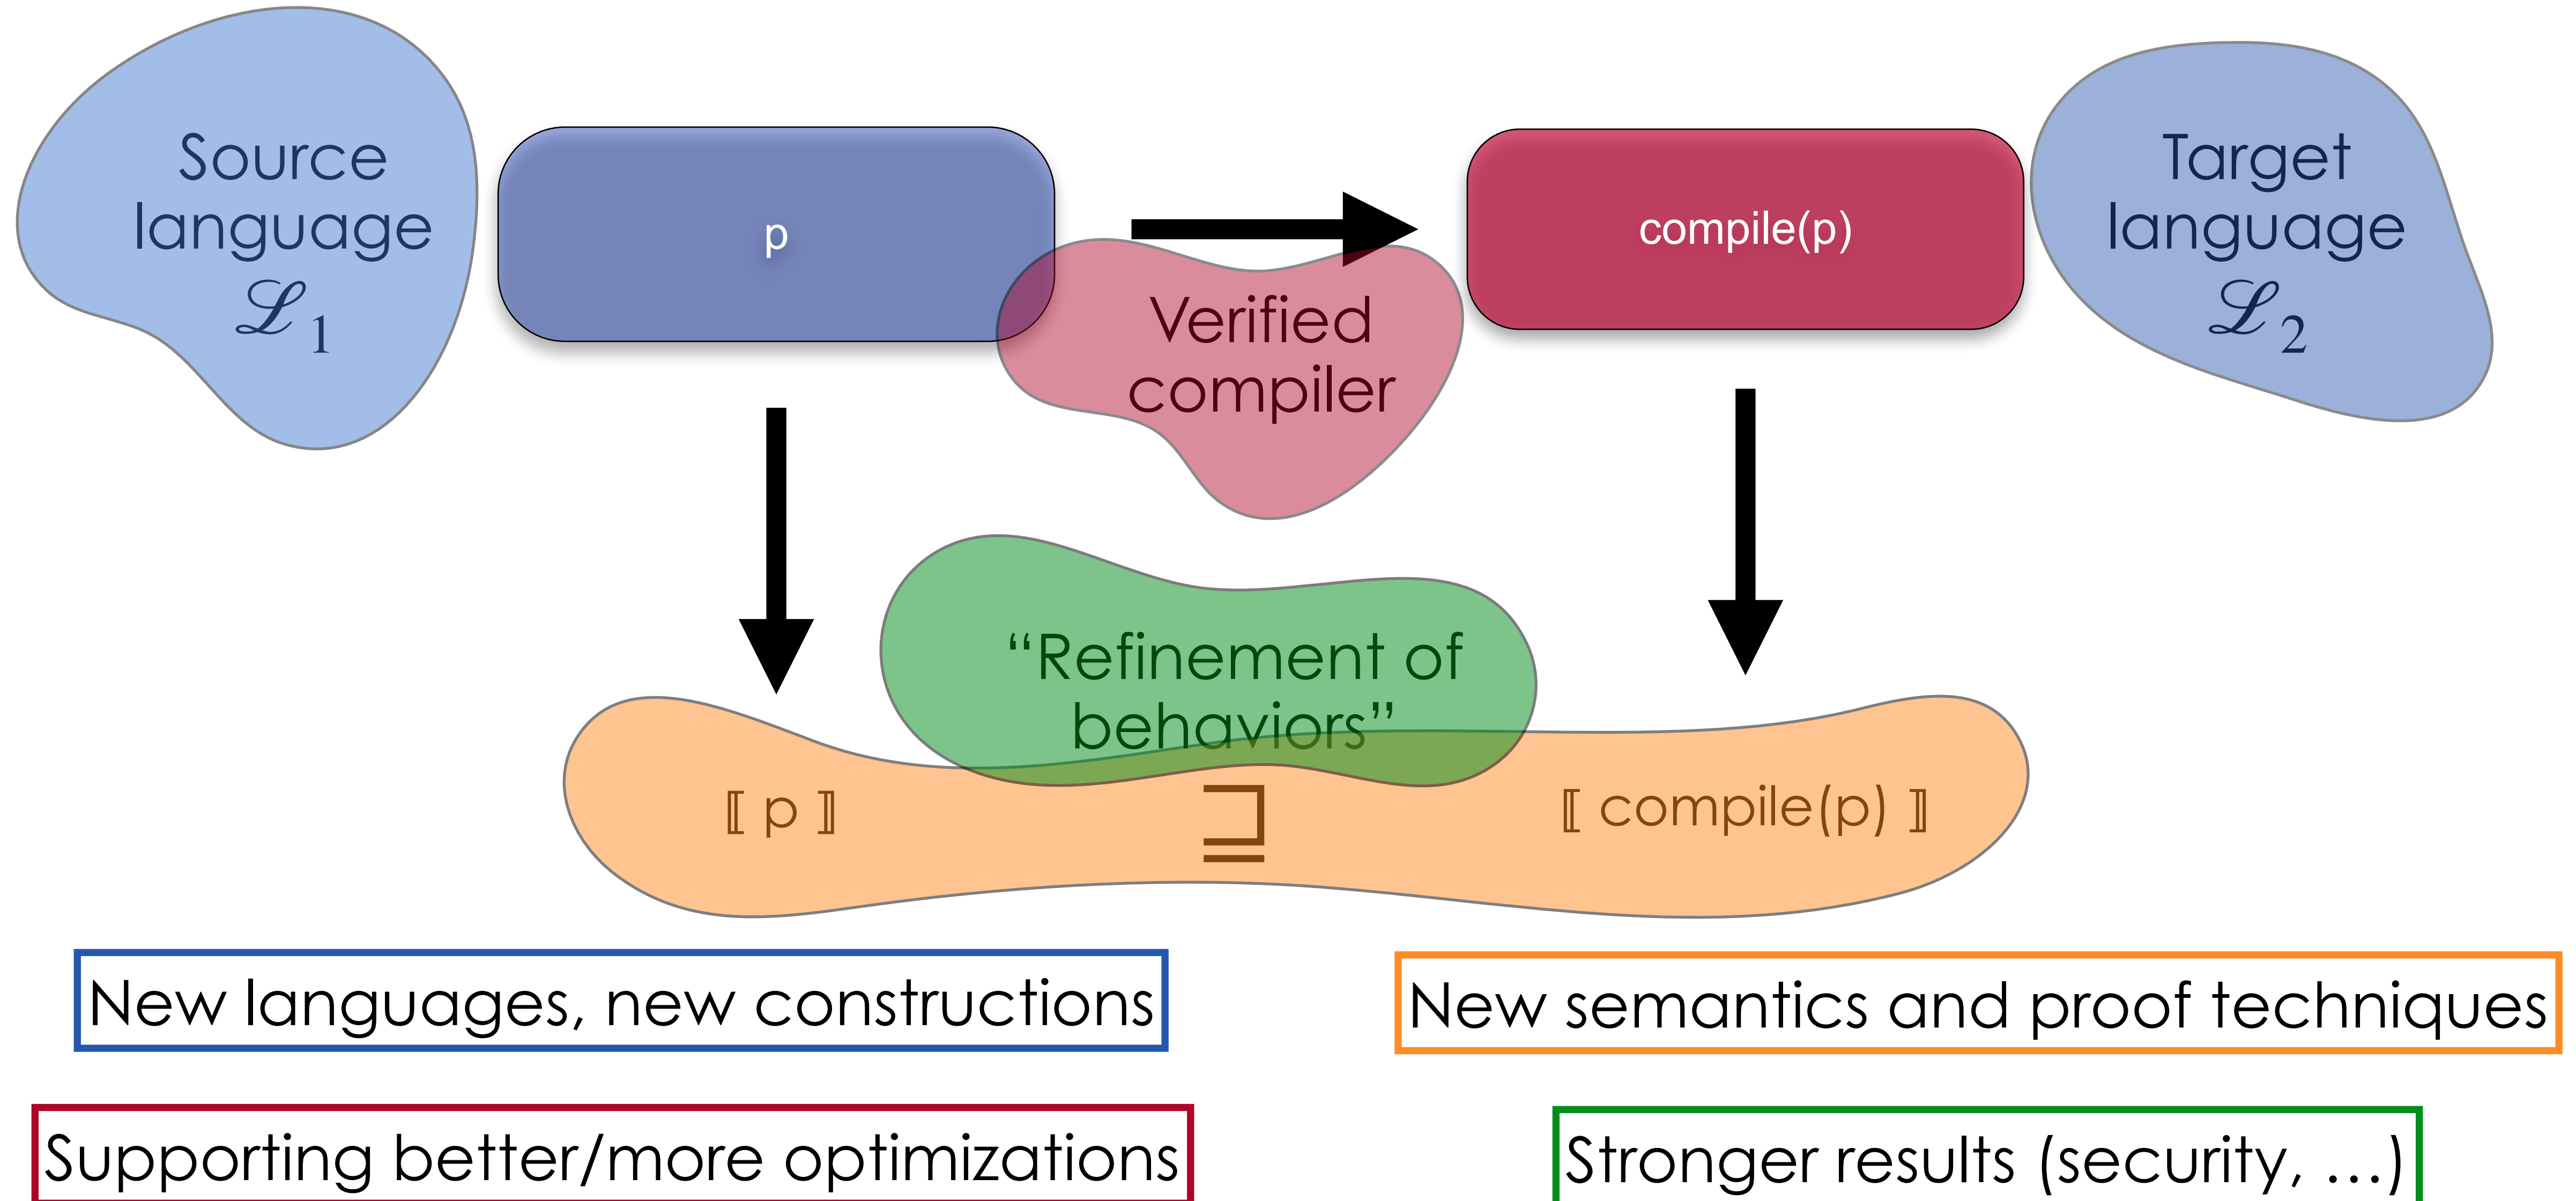 Source
language
ℒ1
p
compile(p)
Target
language
ℒ2
Verified
compiler
“Refinement of
behaviors”
⟦ p ⟧
⊒
⟦ compile(p) ⟧
New languages, new constructions
New semantics and proof techniques
Supporting better/more optimizations
Stronger results (security, …)